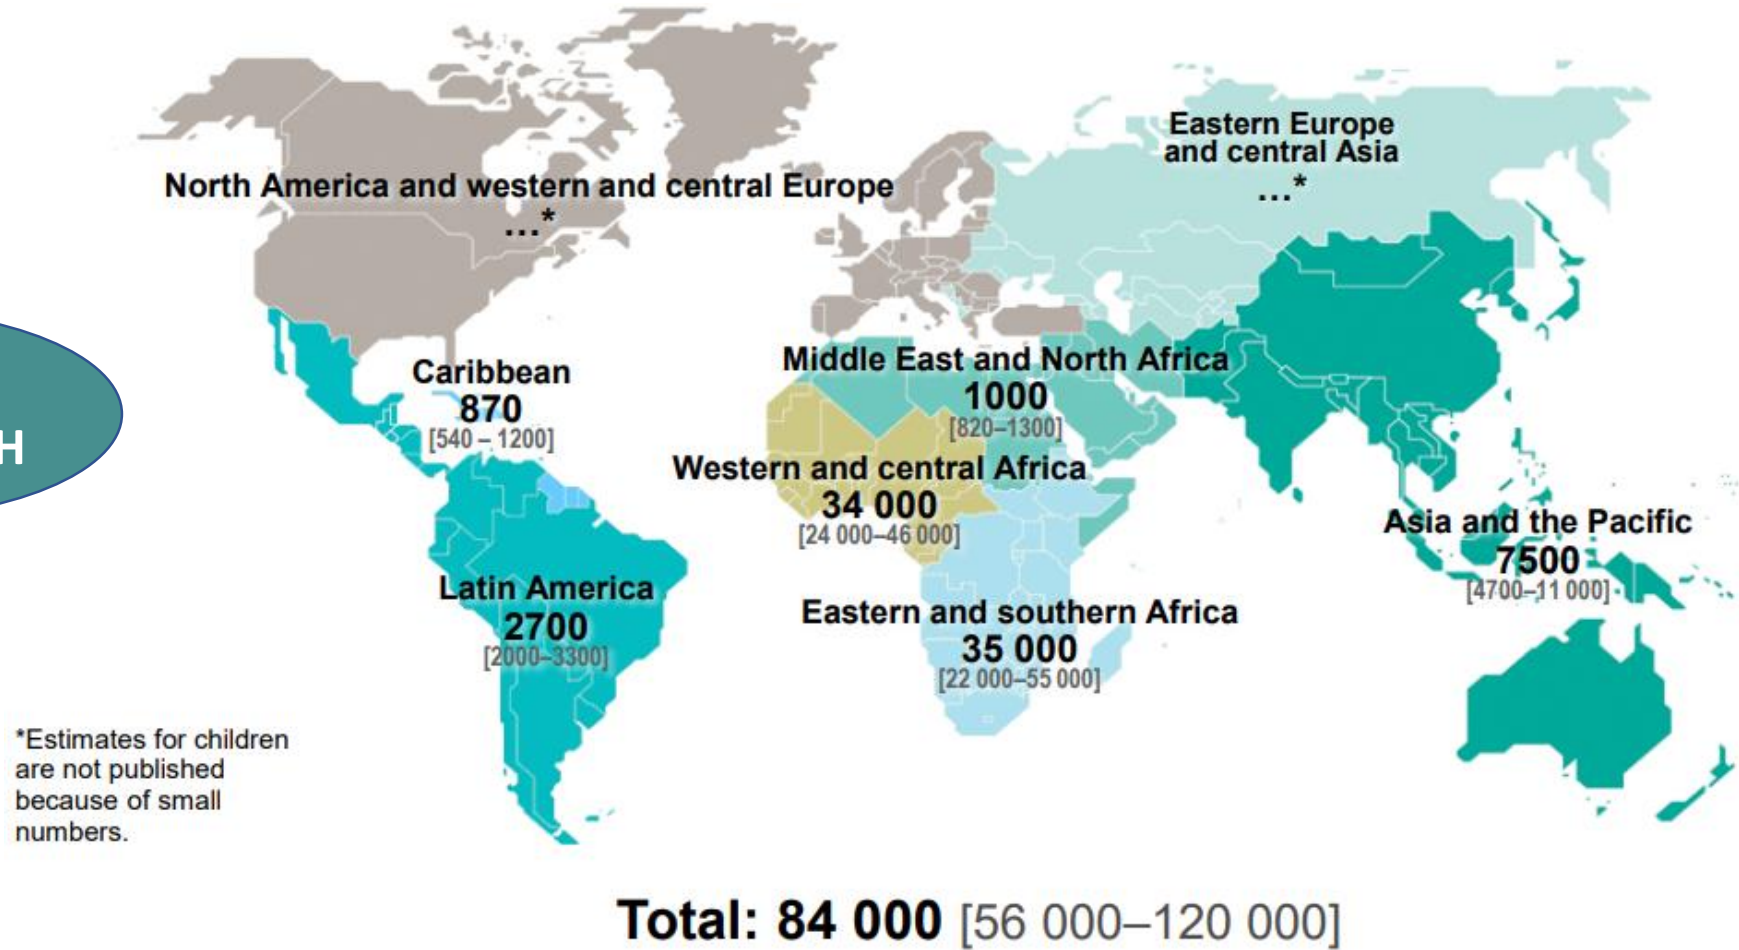 Eastern Europe
and central Asia
...*
North America and western and central Europe
...*
Caribbean
870
[540 – 1200]
Middle East and North Africa
1000
[820–1300]
H
Western and central Africa
34 000
[24 000–46 000]
Asia and the Pacific
7500
[4700–11 000]
Latin America
2700
[2000–3300]
Eastern and southern Africa
35 000
[22 000–55 000]
*Estimates for children
are not published
because of small
numbers.
Total: 84 000 [56 000–120 000]